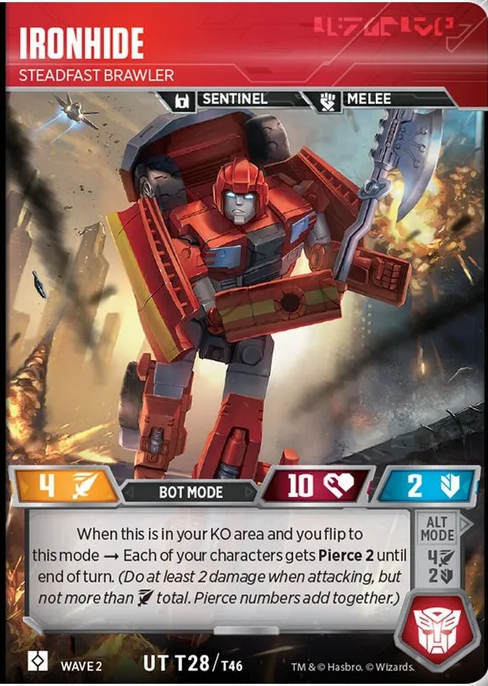 IRONHIDE
STEADFAST BRAWLER
SENTINEL MELEE
4 BOT MODE 10 2
When this is in your KO area and you flip to
this mode → Each of your characters gets Pierce 2 until
end of turn. (Do at least 2 damage when attacking, but
not more than total. Pierce numbers add together.)
ALT
MODE
4
2
WAVE 2 UT T28/T46 TM & © Hasbro. © Wizards.